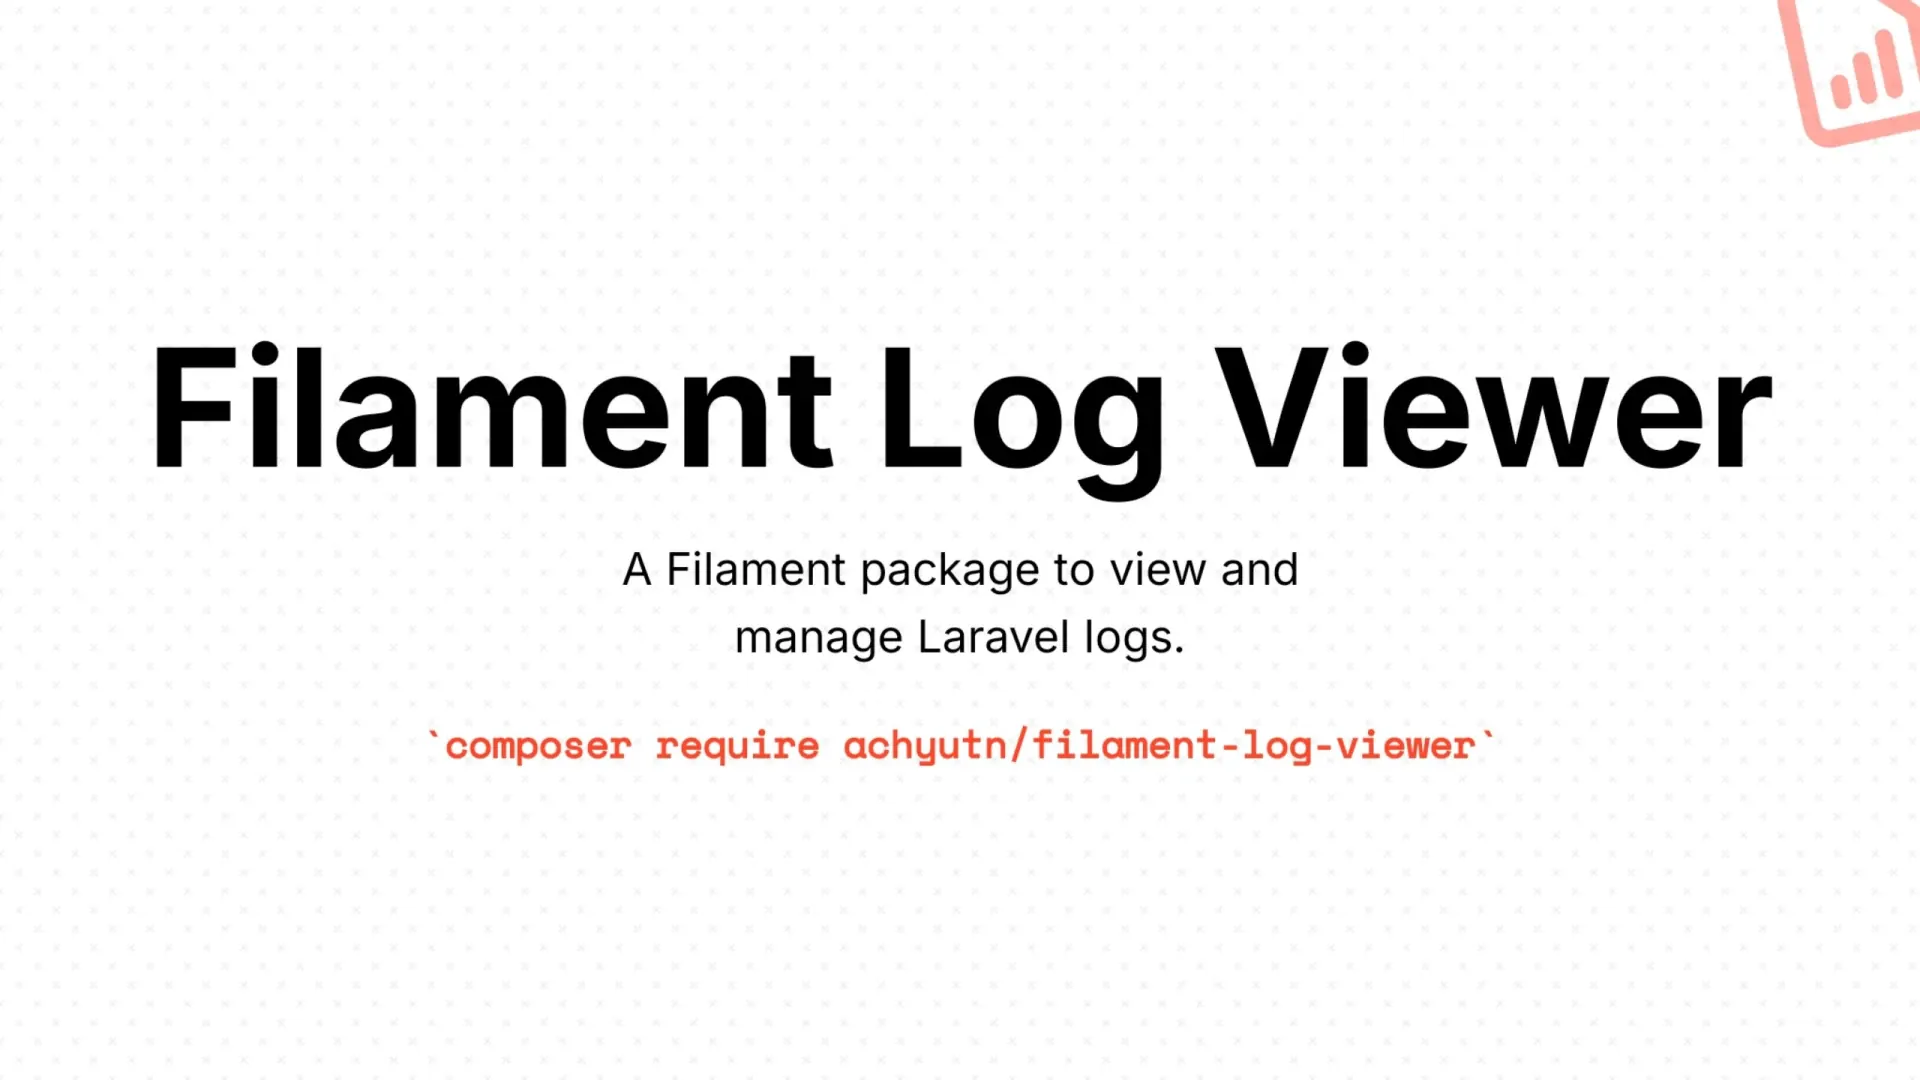 Filament Log Viewer
A Filament package to view and
manage Laravel logs.
`composer require achyutn/filament-log-viewer`